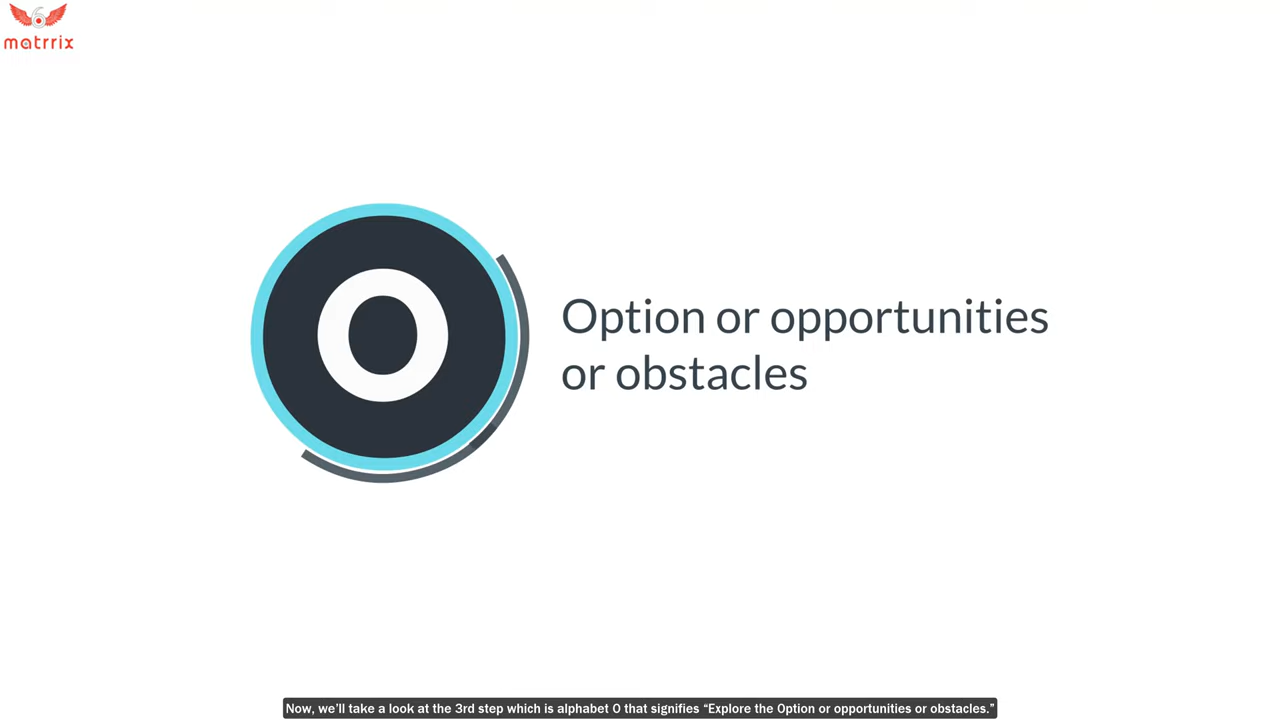 6
matrrix
O
Option or opportunities
or obstacles
Now, we'll take a look at the 3rd step which is alphabet O that signifies “Explore the Option or opportunities or obstacles.”